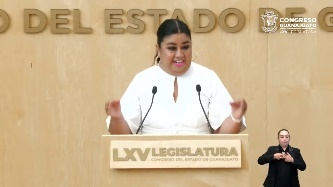 O DEL ESTADO DE G
CONGRESO
GUANAJUATO
LXV LEGISLATURA
CONGRESO DEL ESTADO DE GUANAJUATO